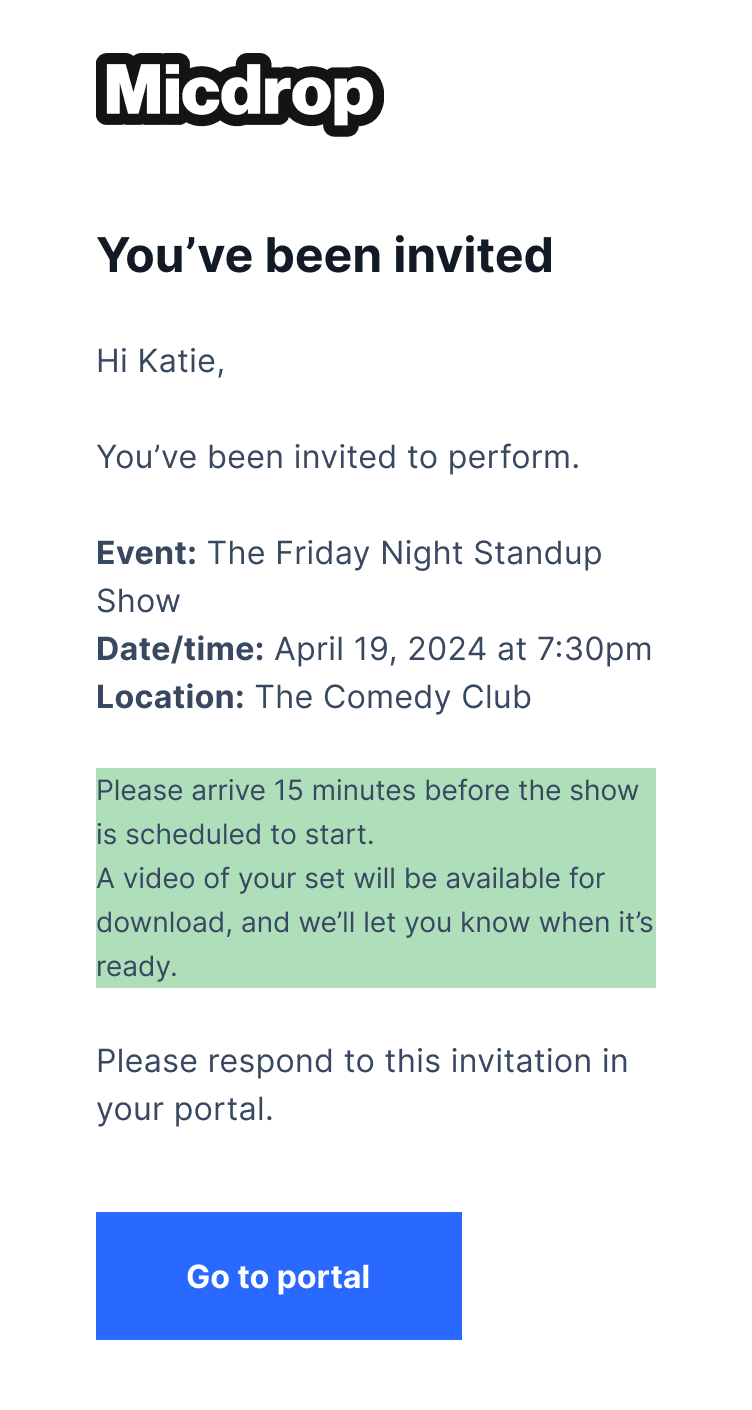 Micdrop
You’ve been invited
Hi Katie,
You’ve been invited to perform.
Event: The Friday Night Standup
Show
Date/time: April 19, 2024 at 7:30pm
Location: The Comedy Club
Please arrive 15 minutes before the show
is scheduled to start.
A video of your set will be available for
download, and we’ll let you know when it’s
ready.
Please respond to this invitation in
your portal.
Go to portal